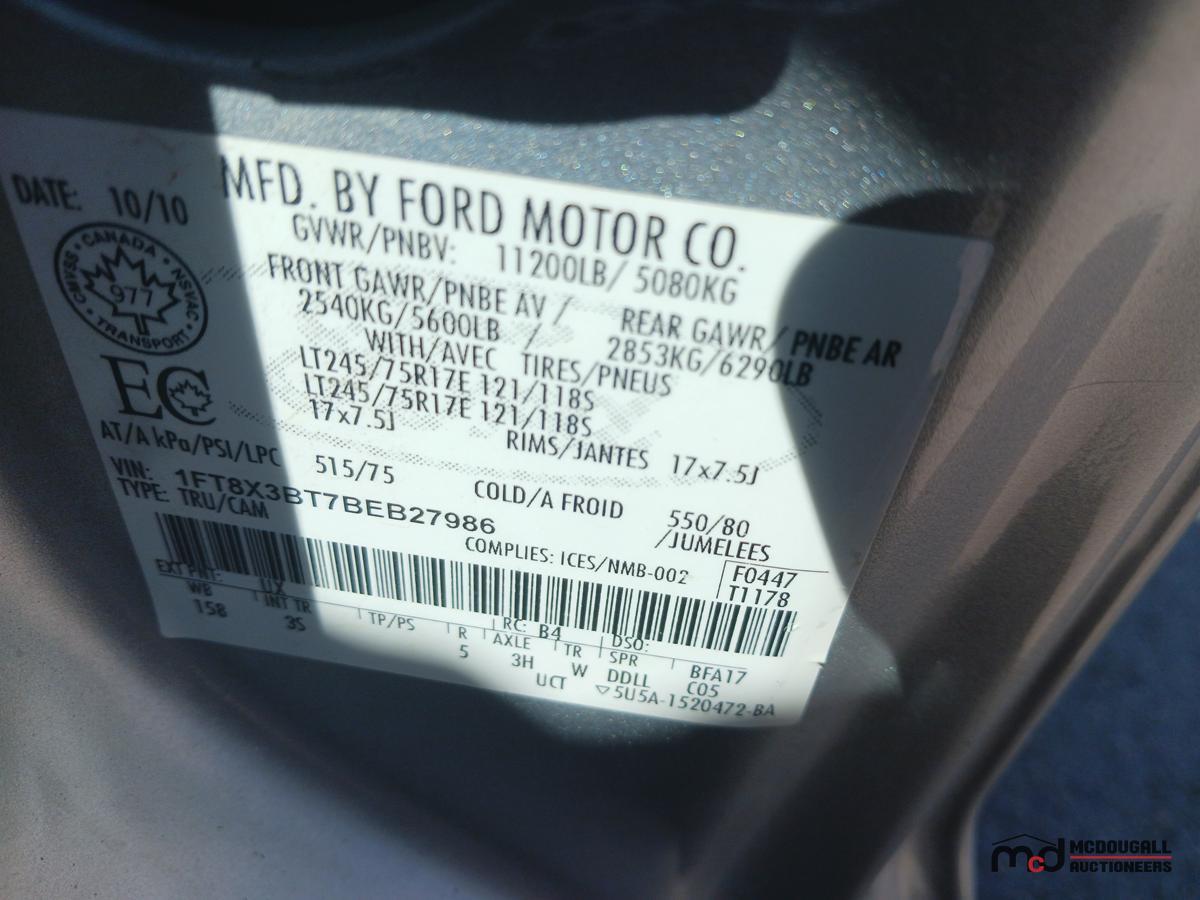 MFD. BY FORD MOTOR CO.
DATE: 10/10
GVWR/PNBV: 11200LB/ 5080KG
FRONT GAWR/PNBE AV / REAR GAWR / PNBE AR
2540KG/5600LB / 2853KG/6290LB
WITH/AVEC TIRES/PNEUS
LT245/75R17E 121/118S
LT245/75R17E 121/118S
17x7.5J RIMS/JANTES 17x7.5J
CANADA • NSVAC • TRANSPORT • CMVSS
977
EC
AT/A kPa/PSI/LPC 515/75 COLD/A FROID 550/80
/JUMELEES
VIN: 1FT8X3BT7BEB27986
TYPE: TRU/CAM COMPLIES: ICES/NMB-002
F0447
T1178
EXT PNT: UX RC: B4 DSO:
WB INT TR TP/PS R AXLE TR SPR BFA17
158 3S 5 3H W DDLL C05
UCT ▽5U5A-1520472-BA
mcd MCDOUGALL
AUCTIONEERS